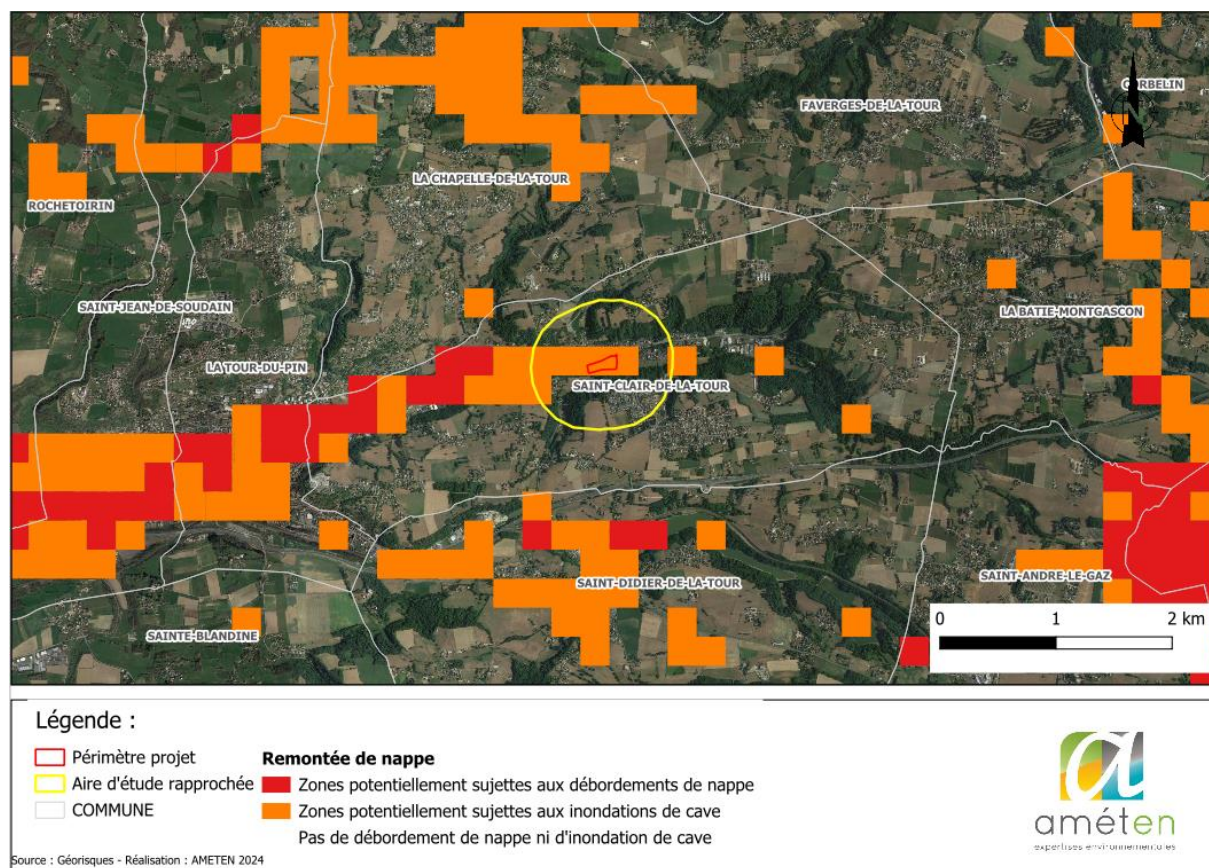 CORBELIN
FAVERGES-DE-LA-TOUR
LA CHAPELLE-DE-LA-TOUR
ROCHETOIRIN
SAINT-JEAN-DE-SOUDAIN
LA BATIE-MONTGASCON
LA TOUR-DU-PIN
SAINT-CLAIR-DE-LA-TOUR
SAINT-DIDIER-DE-LA-TOUR
SAINT-ANDRE-LE-GAZ
SAINTE-BLANDINE
0 1 2 km
Légende :
Périmètre projet
Aire d'étude rapprochée
COMMUNE
Remontée de nappe
Zones potentiellement sujettes aux débordements de nappe
Zones potentiellement sujettes aux inondations de cave
Pas de débordement de nappe ni d'inondation de cave
a
améten
expertises environnementales
Source : Géorisques - Réalisation : AMETEN 2024